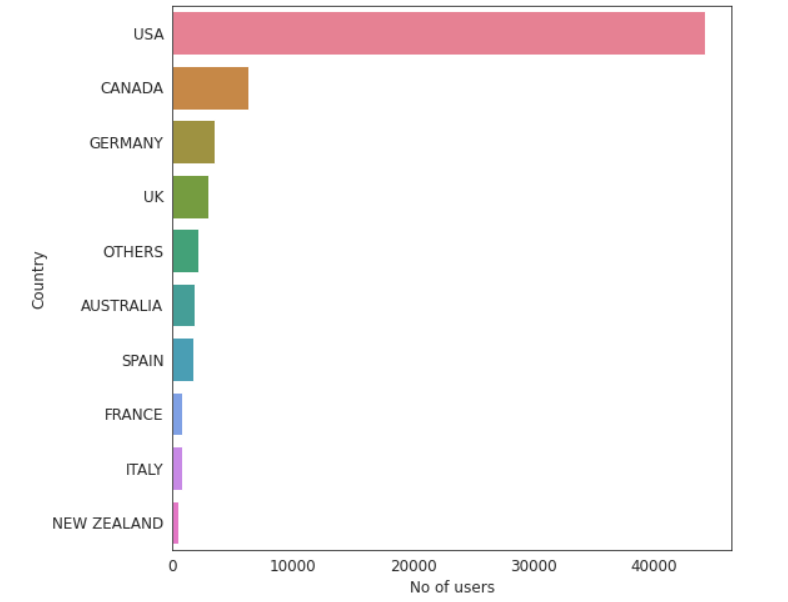 USA
CANADA
GERMANY
UK
OTHERS
AUSTRALIA
SPAIN
FRANCE
ITALY
NEW ZEALAND
Country
0 10000 20000 30000 40000
No of users